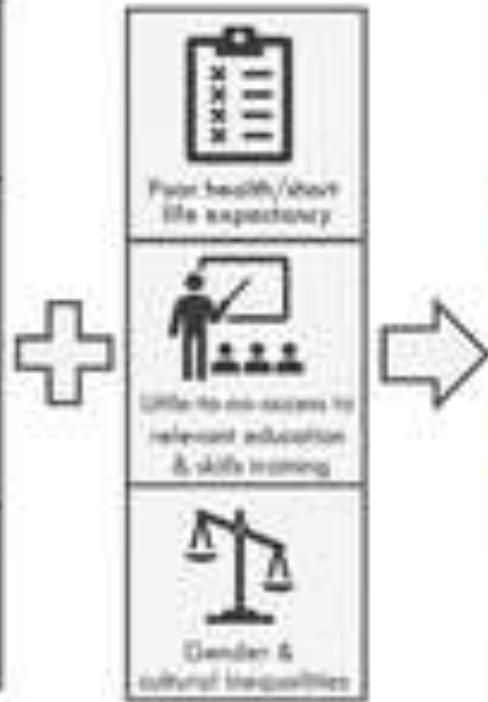 Poor health/short
life expectancy
Little-to-no-access to
relevant education
& skills training
Gender &
cultural inequalities